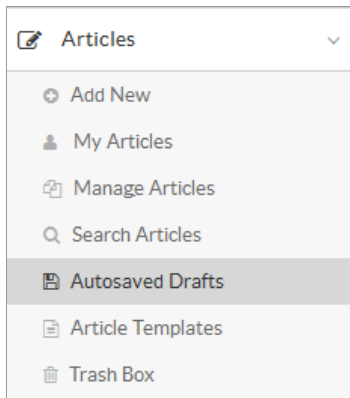 Articles
Add New
My Articles
Manage Articles
Search Articles
Autosaved Drafts
Article Templates
Trash Box